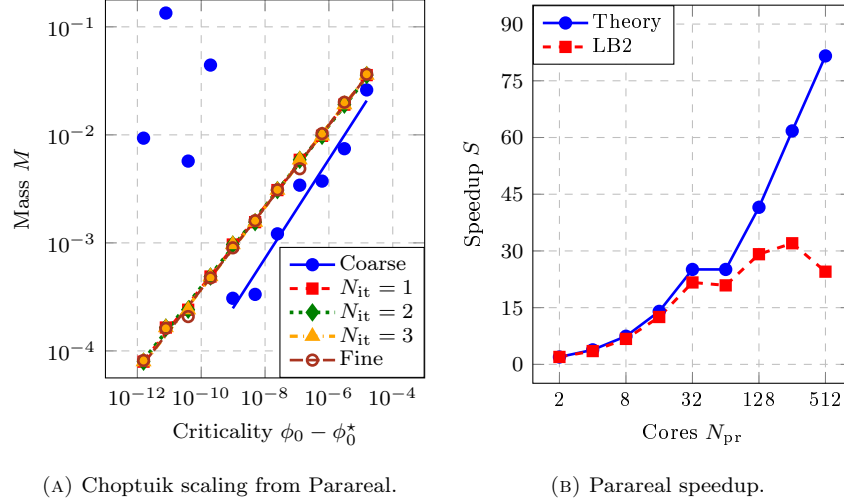 10⁻¹
10⁻²
10⁻³
10⁻⁴
Mass M
Coarse
N_it = 1
N_it = 2
N_it = 3
Fine
10⁻¹² 10⁻¹⁰ 10⁻⁸ 10⁻⁶ 10⁻⁴
Criticality ϕ₀ − ϕ₀⋆
(A) Choptuik scaling from Parareal.
90
75
60
45
30
15
0
Speedup S
Theory
LB2
2 8 32 128 512
Cores N_pr
(B) Parareal speedup.